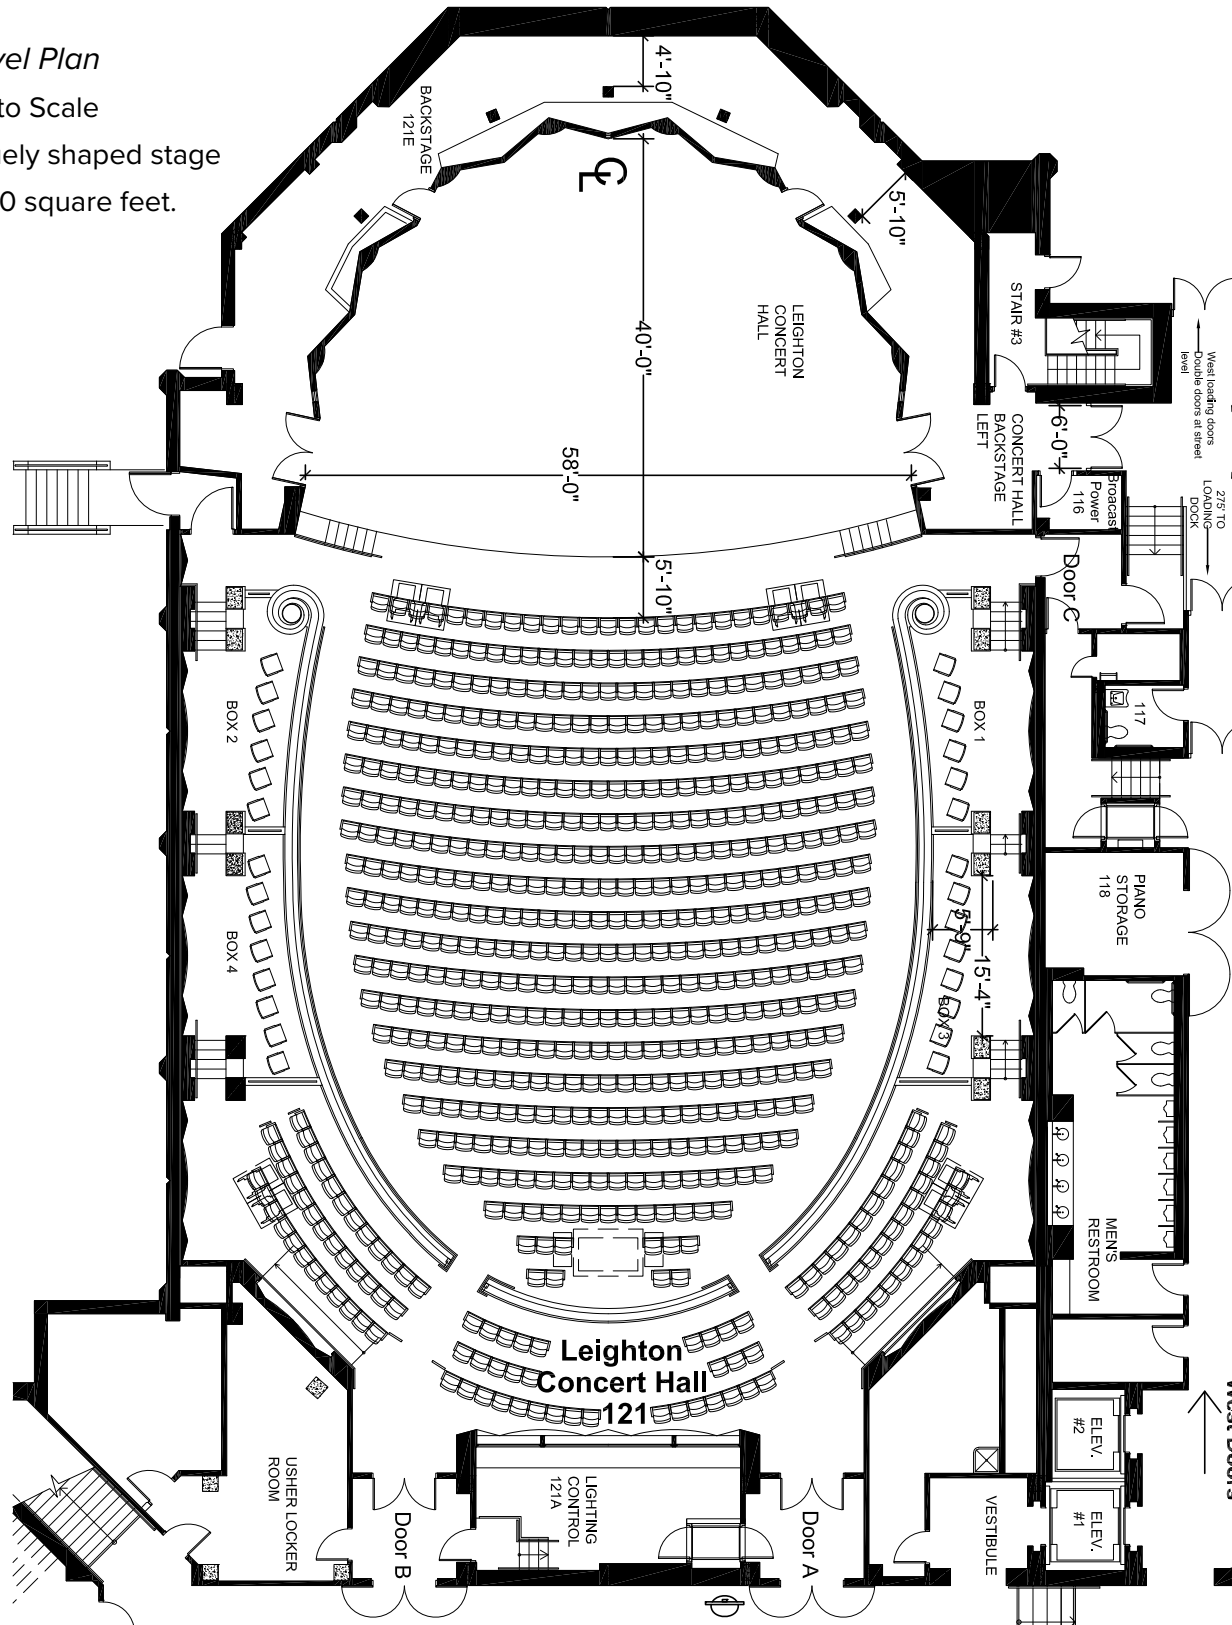 vel Plan
to Scale
uely shaped stage
0 square feet.
4'-10"
BACKSTAGE
121E
CL
5'-10"
STAIR #3
LEIGHTON
CONCERT
HALL
40'-0"
West loading doors
Double doors at street
level
CONCERT HALL
BACKSTAGE
LEFT
6'-0"
58'-0"
Broadcast
Power
116
275' TO
LOADING
DOCK
5'-10"
Door C
BOX 2
BOX 1
117
PIANO
STORAGE
118
BOX 4
5'-9"
15'-4"
BOX 3
MEN'S
RESTROOM
Leighton
Concert Hall
121
West Doors
ELEV.
#2
USHER LOCKER
ROOM
LIGHTING
CONTROL
121A
ELEV.
#1
VESTIBULE
Door B
Door A